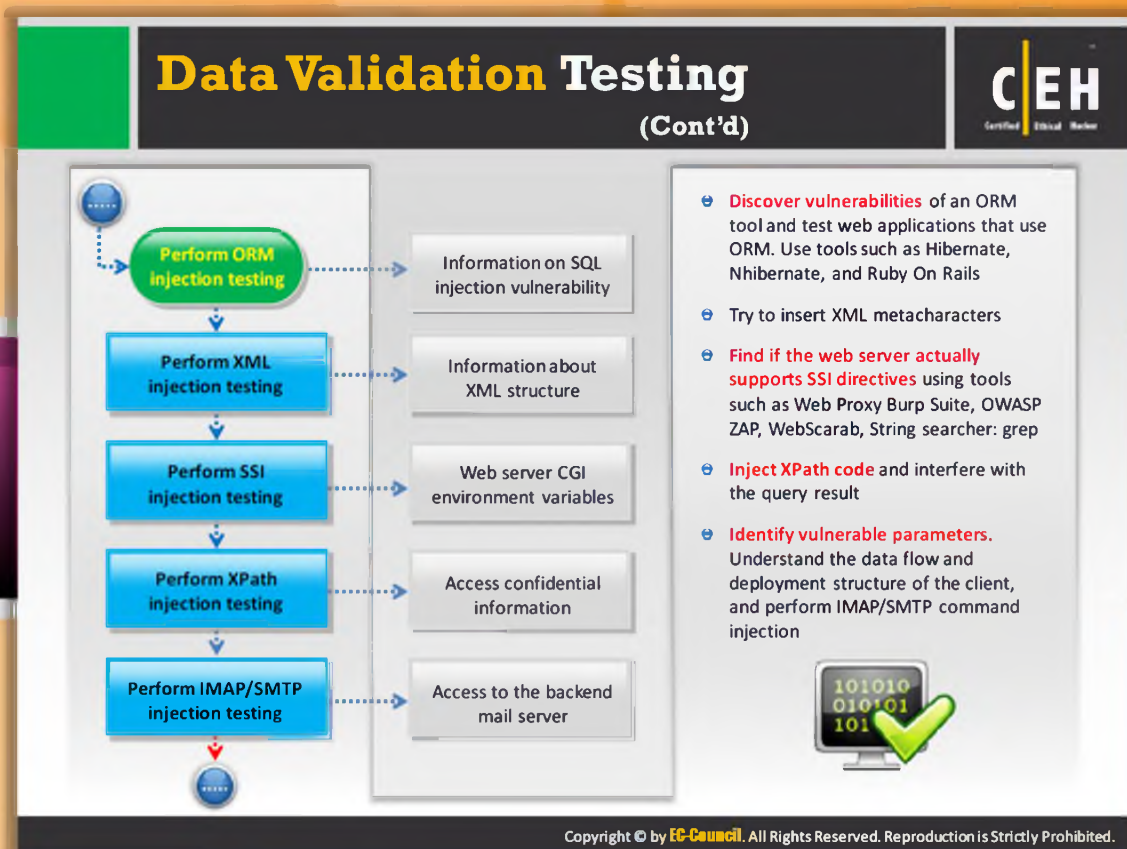 Data Validation Testing
(Cont'd)
C|EH
Certified Ethical Hacker
Perform ORM
injection testing
Information on SQL
injection vulnerability
Perform XML
injection testing
Information about
XML structure
Perform SSI
injection testing
Web server CGI
environment variables
Perform XPath
injection testing
Access confidential
information
Perform IMAP/SMTP
injection testing
Access to the backend
mail server
Discover vulnerabilities of an ORM
tool and test web applications that use
ORM. Use tools such as Hibernate,
Nhibernate, and Ruby On Rails
Try to insert XML metacharacters
Find if the web server actually
supports SSI directives using tools
such as Web Proxy Burp Suite, OWASP
ZAP, WebScarab, String searcher: grep
Inject XPath code and interfere with
the query result
Identify vulnerable parameters.
Understand the data flow and
deployment structure of the client,
and perform IMAP/SMTP command
injection
101010
010101
101
Copyright © by EC-Council. All Rights Reserved. Reproduction is Strictly Prohibited.